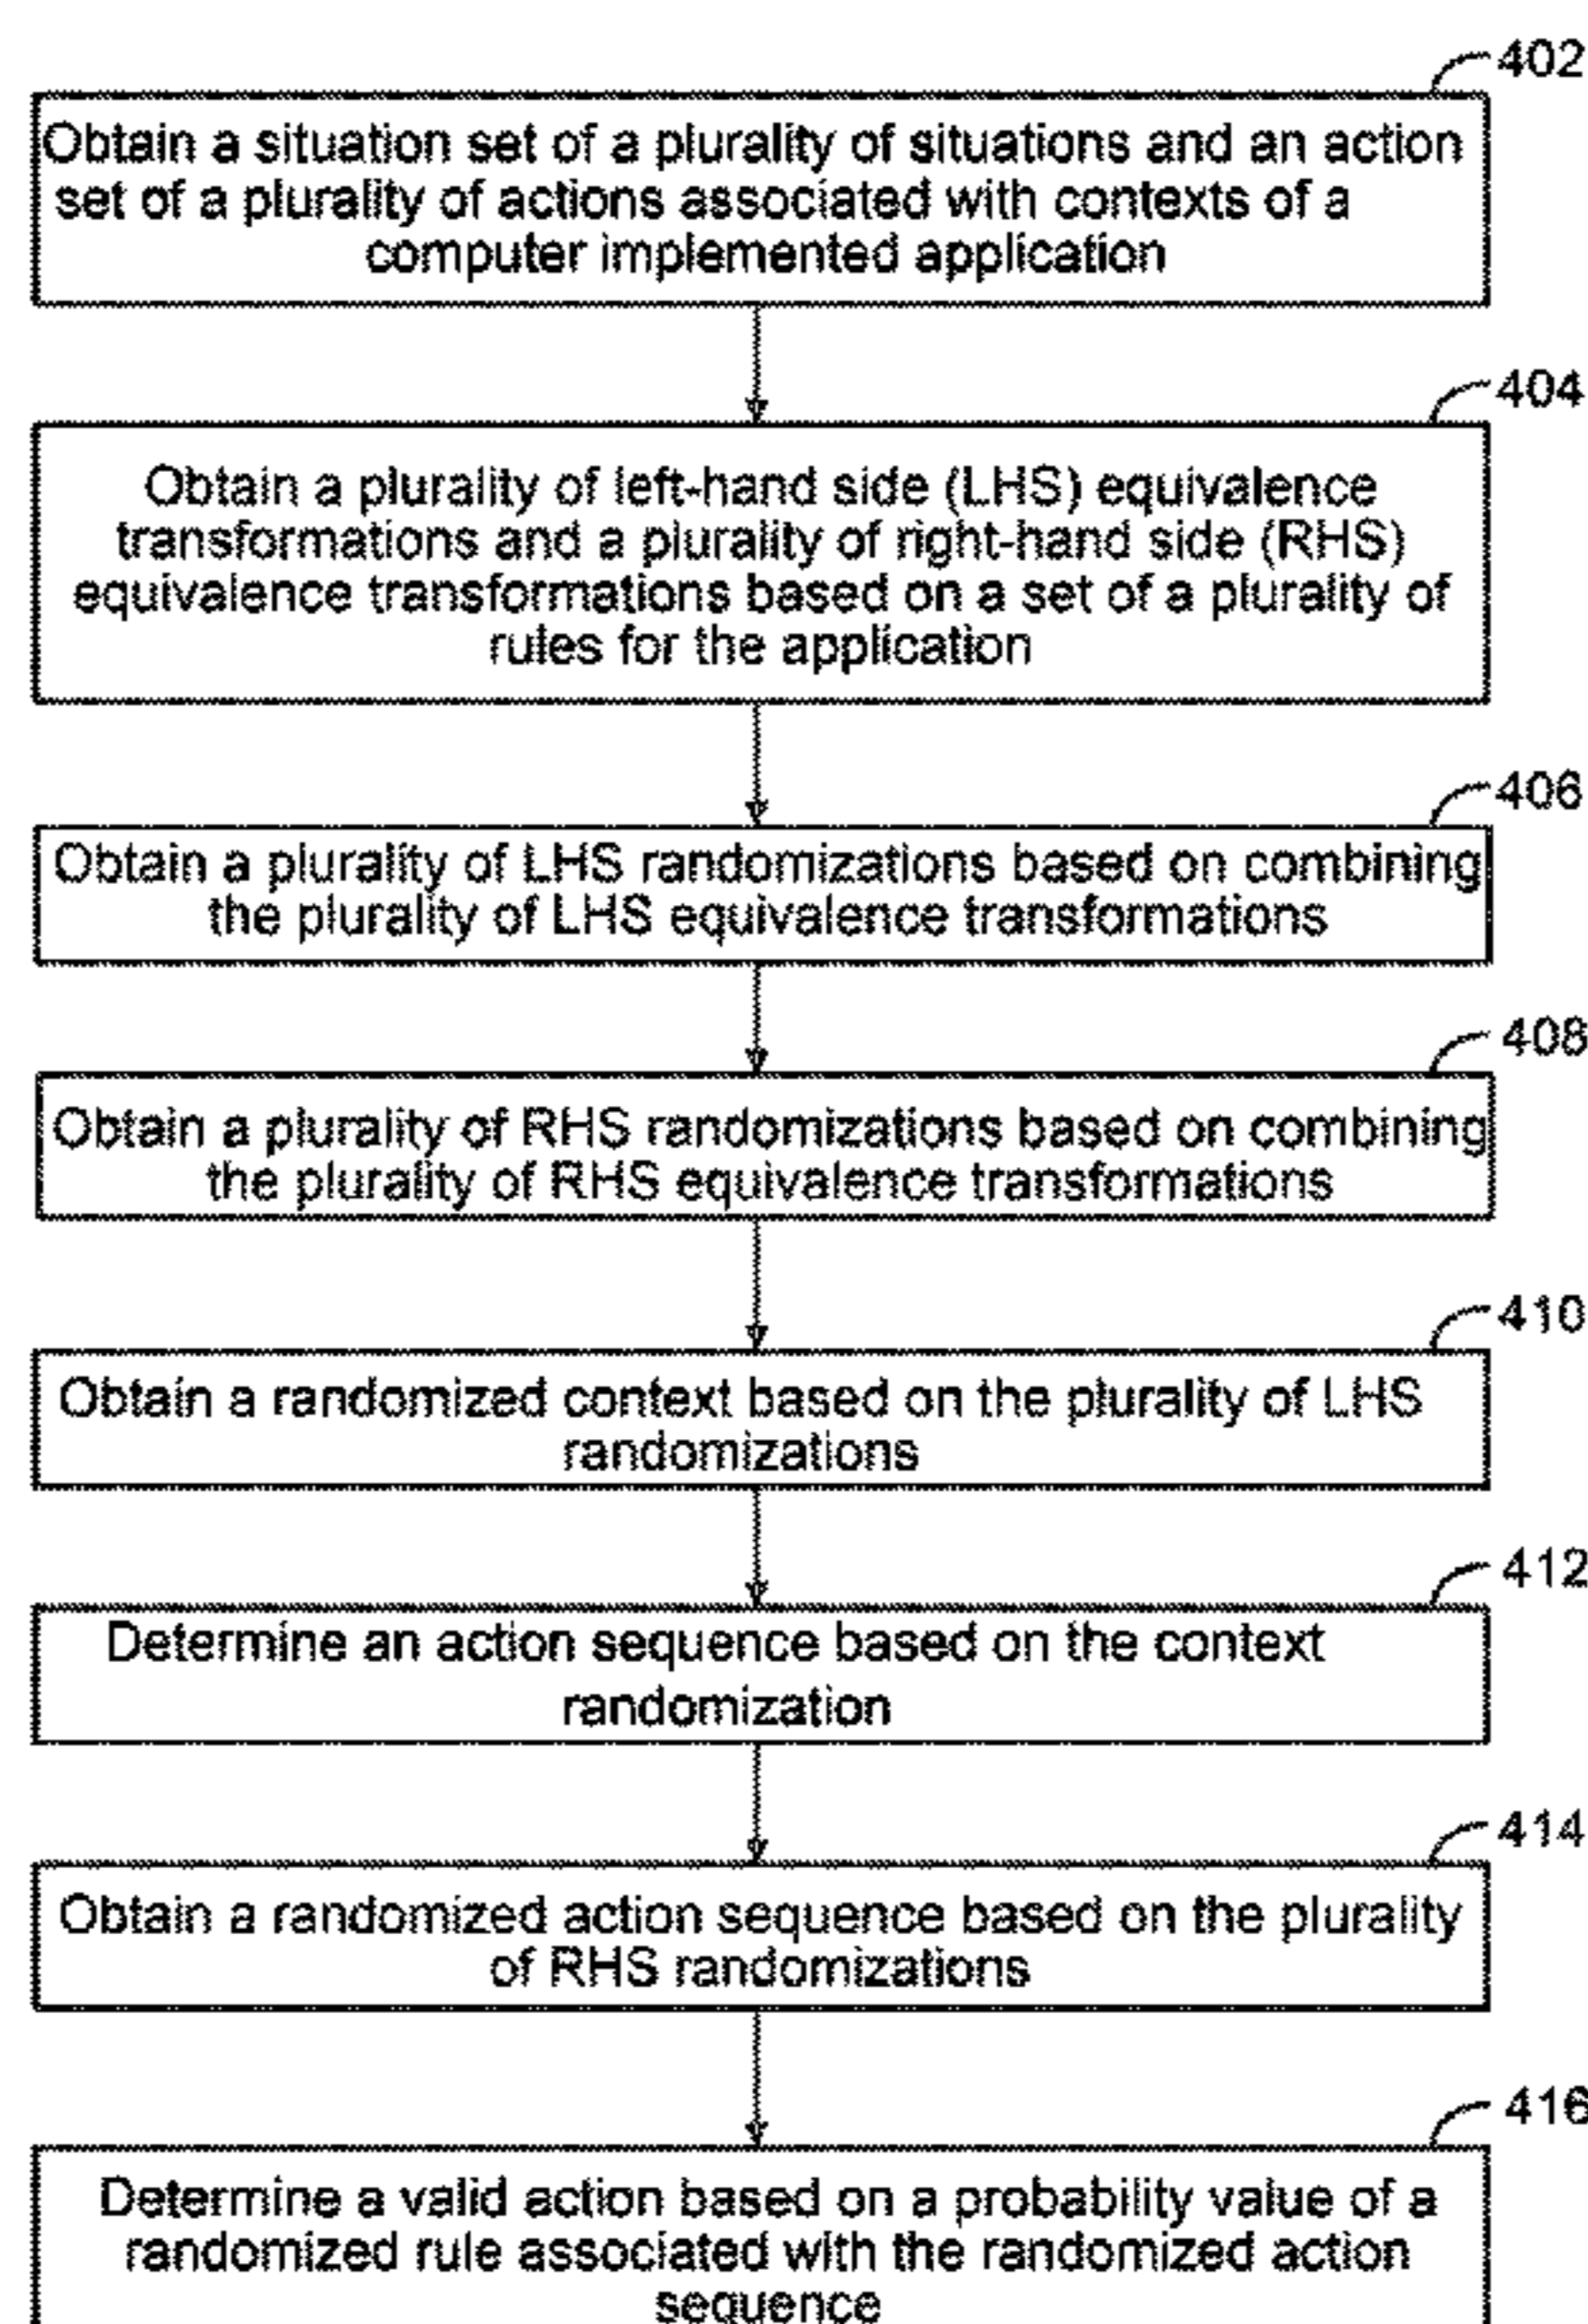 402
Obtain a situation set of a plurality of situations and an action
set of a plurality of actions associated with contexts of a
computer implemented application
404
Obtain a plurality of left-hand side (LHS) equivalence
transformations and a plurality of right-hand side (RHS)
equivalence transformations based on a set of a plurality of
rules for the application
406
Obtain a plurality of LHS randomizations based on combining
the plurality of LHS equivalence transformations
408
Obtain a plurality of RHS randomizations based on combining
the plurality of RHS equivalence transformations
410
Obtain a randomized context based on the plurality of LHS
randomizations
412
Determine an action sequence based on the context
randomization
414
Obtain a randomized action sequence based on the plurality
of RHS randomizations
416
Determine a valid action based on a probability value of a
randomized rule associated with the randomized action
sequence